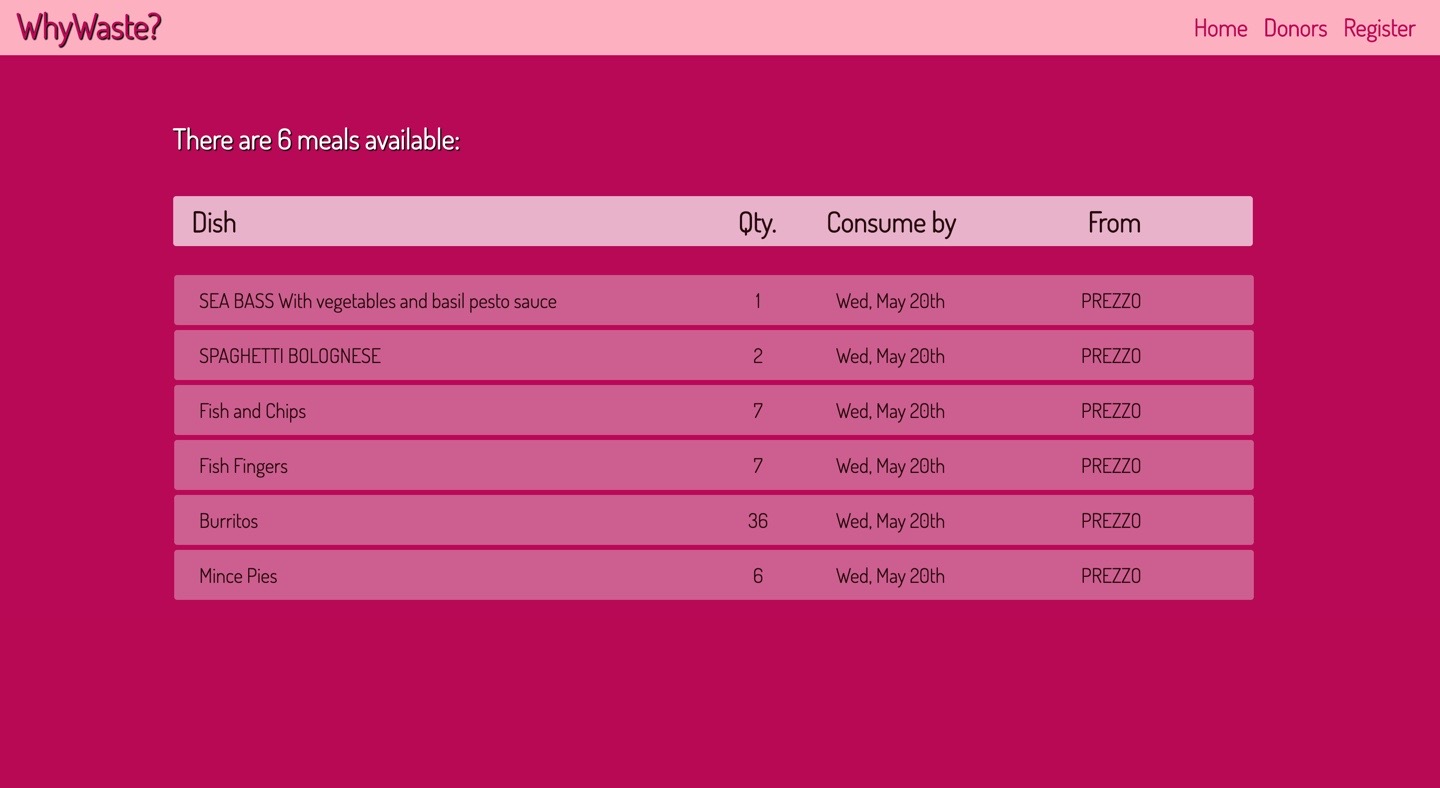 WhyWaste?
Home Donors Register
There are 6 meals available:
Dish Qty. Consume by From
SEA BASS With vegetables and basil pesto sauce 1 Wed, May 20th PREZZO
SPAGHETTI BOLOGNESE 2 Wed, May 20th PREZZO
Fish and Chips 7 Wed, May 20th PREZZO
Fish Fingers 7 Wed, May 20th PREZZO
Burritos 36 Wed, May 20th PREZZO
Mince Pies 6 Wed, May 20th PREZZO